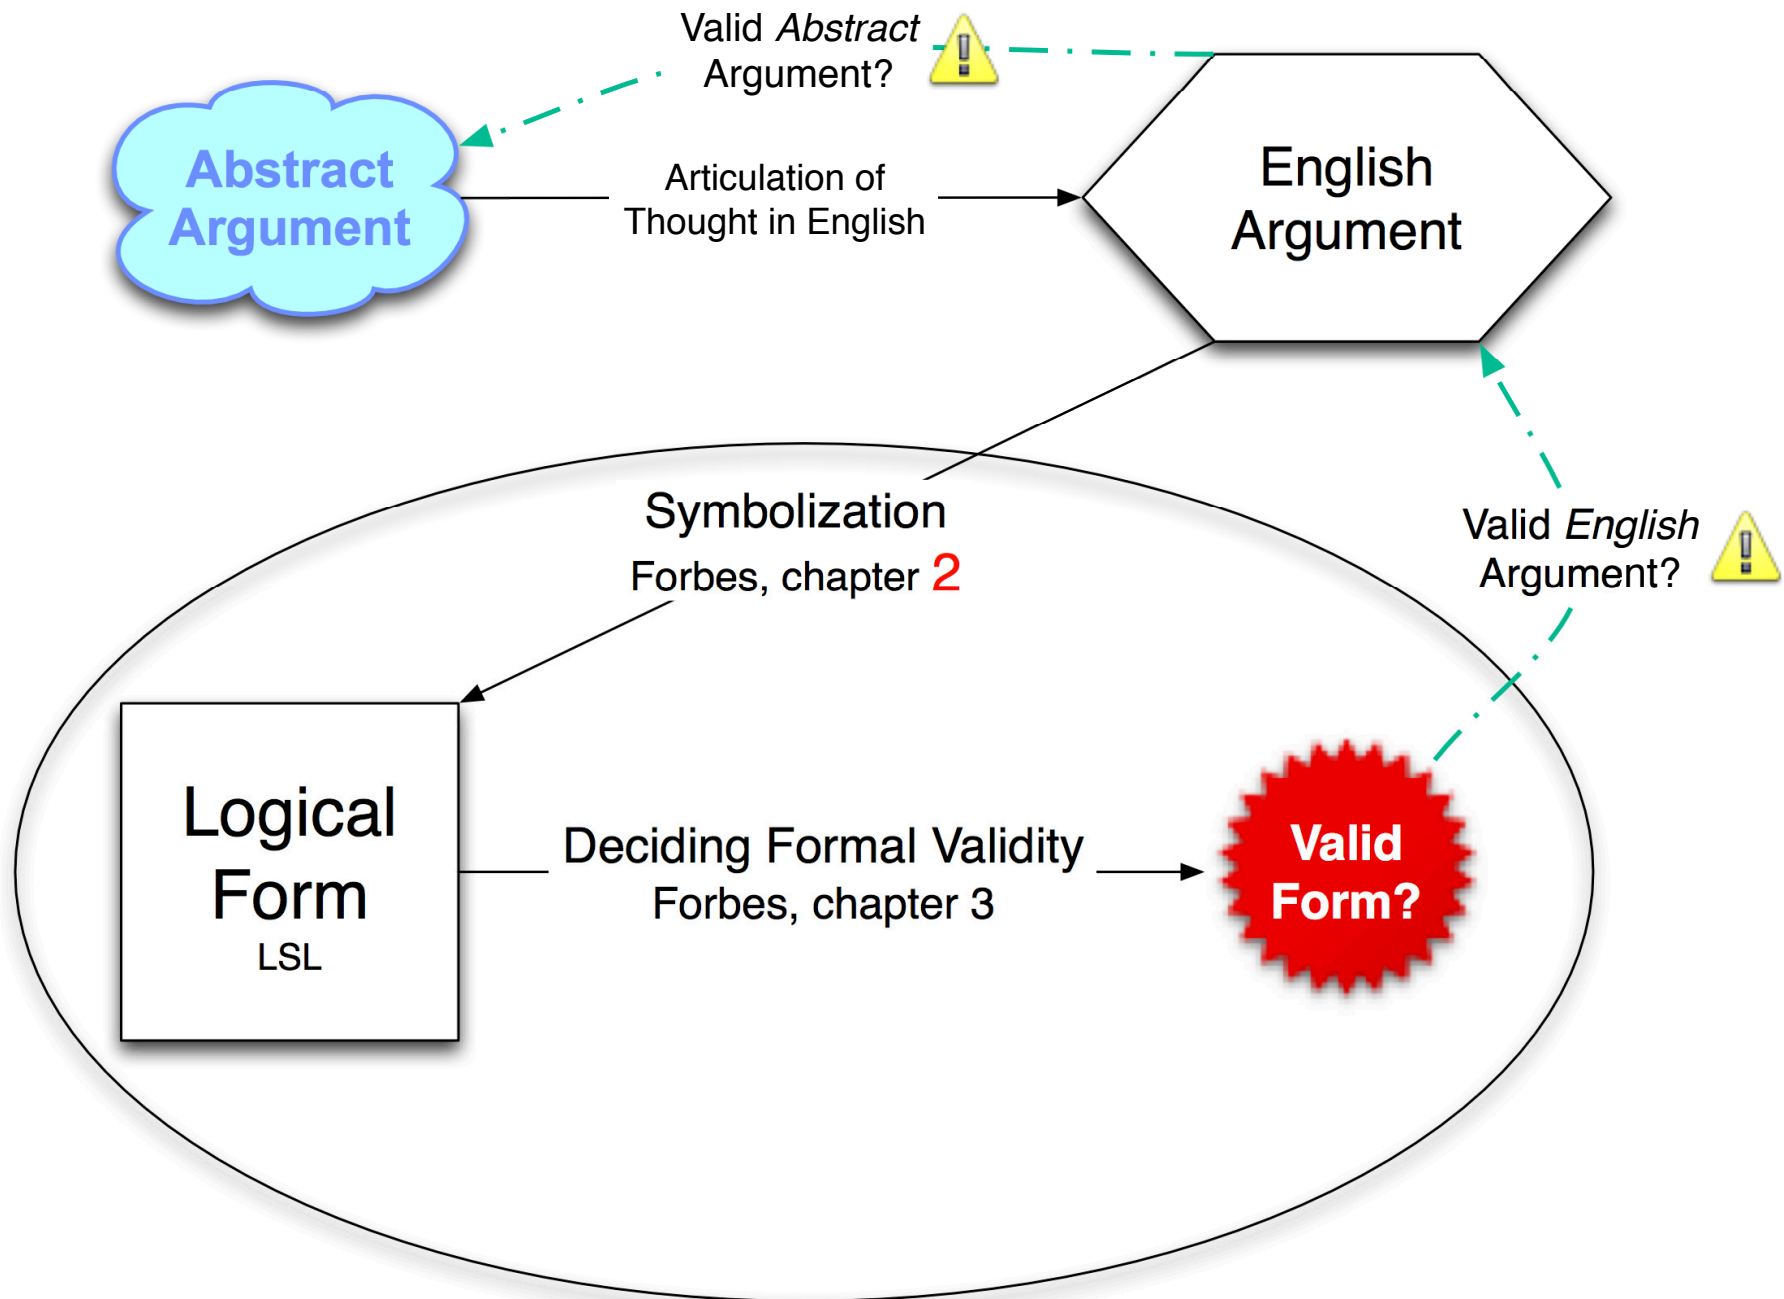 Valid Abstract
Argument?
Abstract
Argument
Articulation of
Thought in English
English
Argument
Symbolization
Forbes, chapter 2
Valid English
Argument?
Logical
Form
LSL
Deciding Formal Validity
Forbes, chapter 3
Valid
Form?